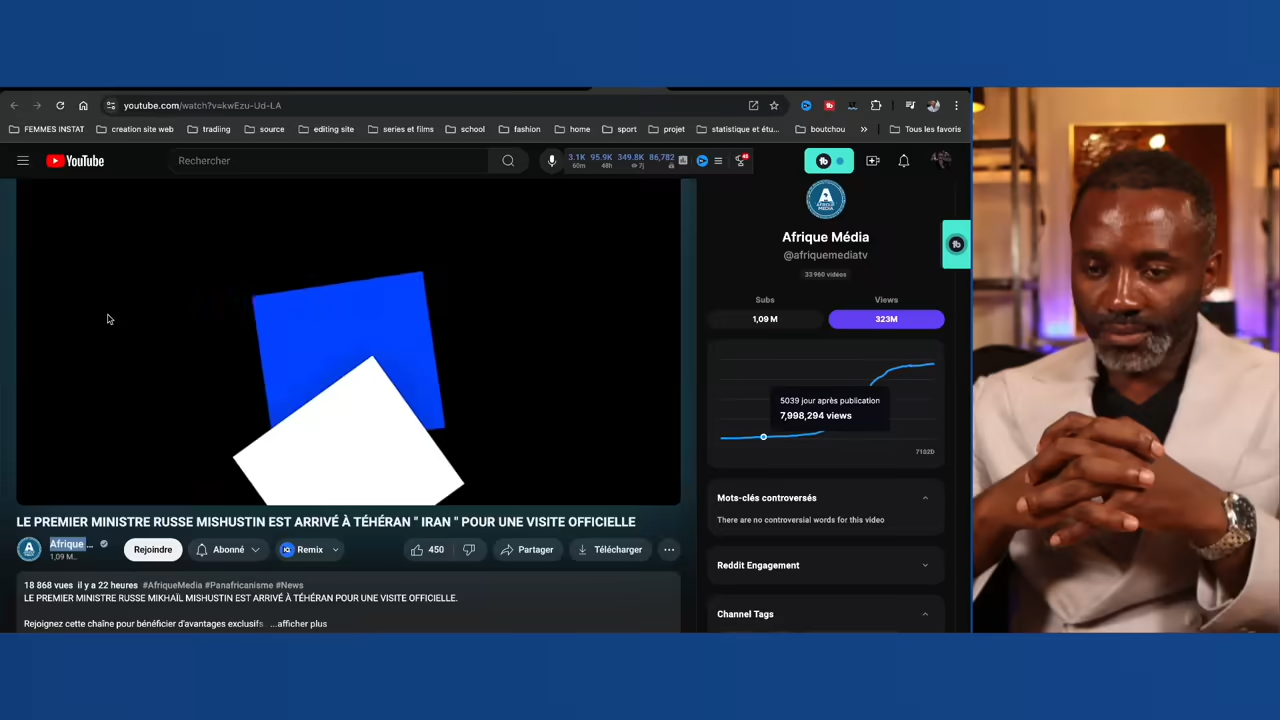 youtube.com/watch?v=kwEzu-Ud-LA
FEMMES INSTAT creation site web tradiing source editing site series et films school fashion home sport projet statistique et étu... boutchou » Tous les favoris
YouTube
Rechercher
3.1K 95.9K 349.8K 86,782
60m 48h 7j
Afrique Média
@afriquemediatv
33 960 vidéos
Subs Views
1,09 M 323M
5039 jour après publication
7,998,294 views
7102D
Mots-clés controversés
There are no controversial words for this video
Reddit Engagement
Channel Tags
LE PREMIER MINISTRE RUSSE MISHUSTIN EST ARRIVÉ À TÉHÉRAN " IRAN " POUR UNE VISITE OFFICIELLE
Afrique ...
1,09 M...
Rejoindre Abonné Remix 450 Partager Télécharger ...
18 868 vues il y a 22 heures #AfriqueMedia #Panafricanisme #News
LE PREMIER MINISTRE RUSSE MIKHAÏL MISHUSTIN EST ARRIVÉ À TÉHÉRAN POUR UNE VISITE OFFICIELLE.
Rejoignez cette chaîne pour bénéficier d'avantages exclusifs ...afficher plus